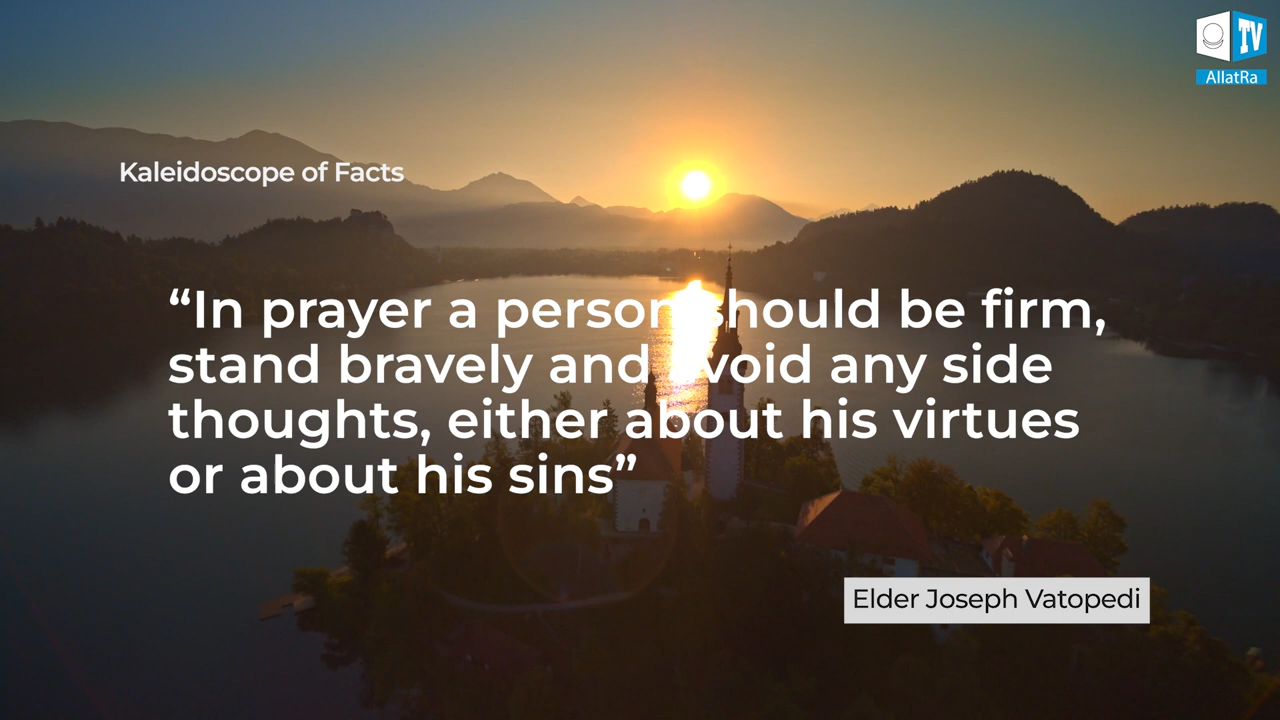 TV
AllatRa
Kaleidoscope of Facts
“In prayer a person should be firm,
stand bravely and avoid any side
thoughts, either about his virtues
or about his sins”
Elder Joseph Vatopedi